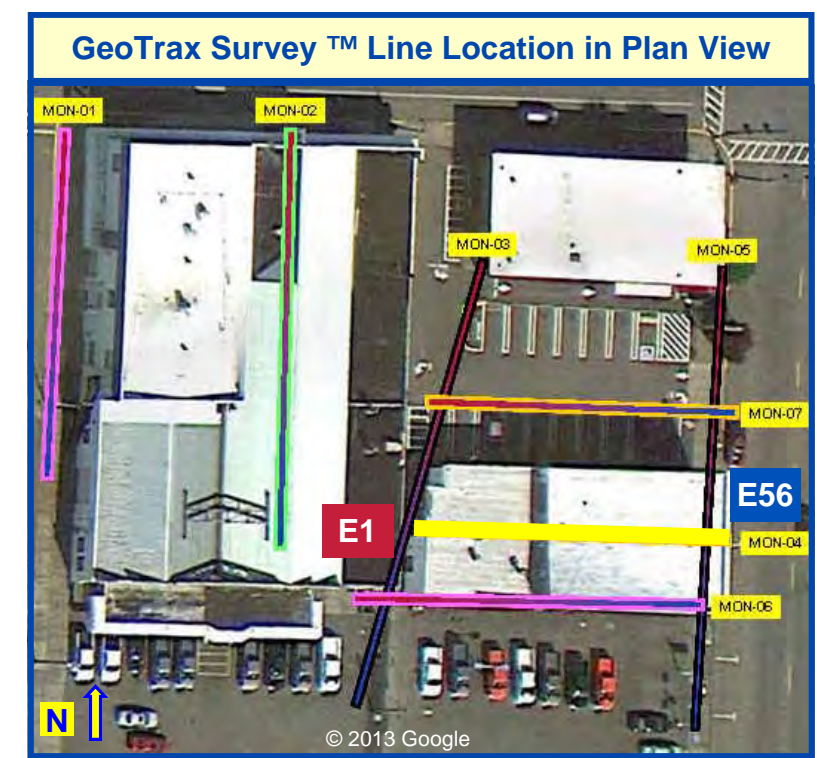 GeoTrax Survey ™ Line Location in Plan View
MON-01
MON-02
MON-03
MON-05
MON-07
E56
E1
MON-04
MON-06
N
© 2013 Google